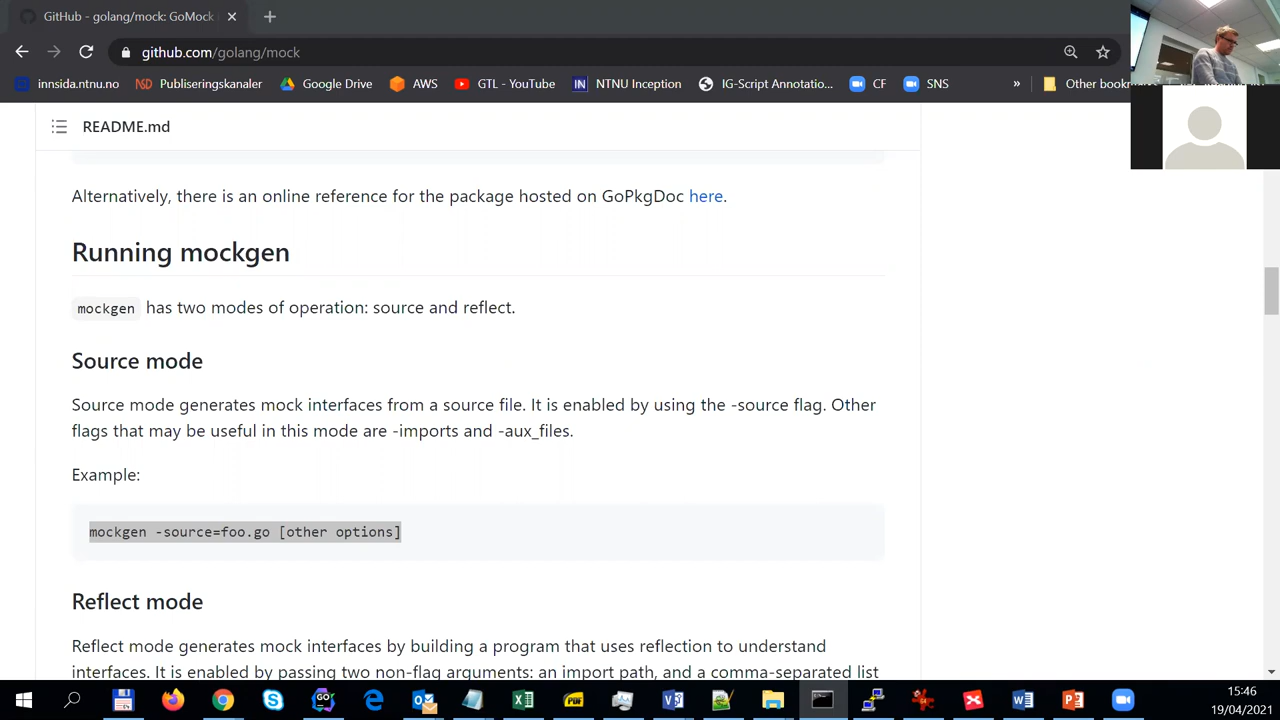 GitHub - golang/mock: GoMock
github.com/golang/mock
innsida.ntnu.no
Publiseringskanaler
Google Drive
AWS
CTL - YouTube
NTNU Inception
IG-Script Annotatio...
CF
SNS
»
README.md
Alternatively, there is an online reference for the package hosted on GoPkgDoc here.
Running mockgen
mockgen has two modes of operation: source and reflect.
Source mode
Source mode generates mock interfaces from a source file. It is enabled by using the -source flag. Other
flags that may be useful in this mode are -imports and -aux_files.
Example:
mockgen -source=foo.go [other options]
Reflect mode
Reflect mode generates mock interfaces by building a program that uses reflection to understand
interfaces. It is enabled by passing two non-flag arguments: an import path, and a comma-separated list
15:46
19/04/2021